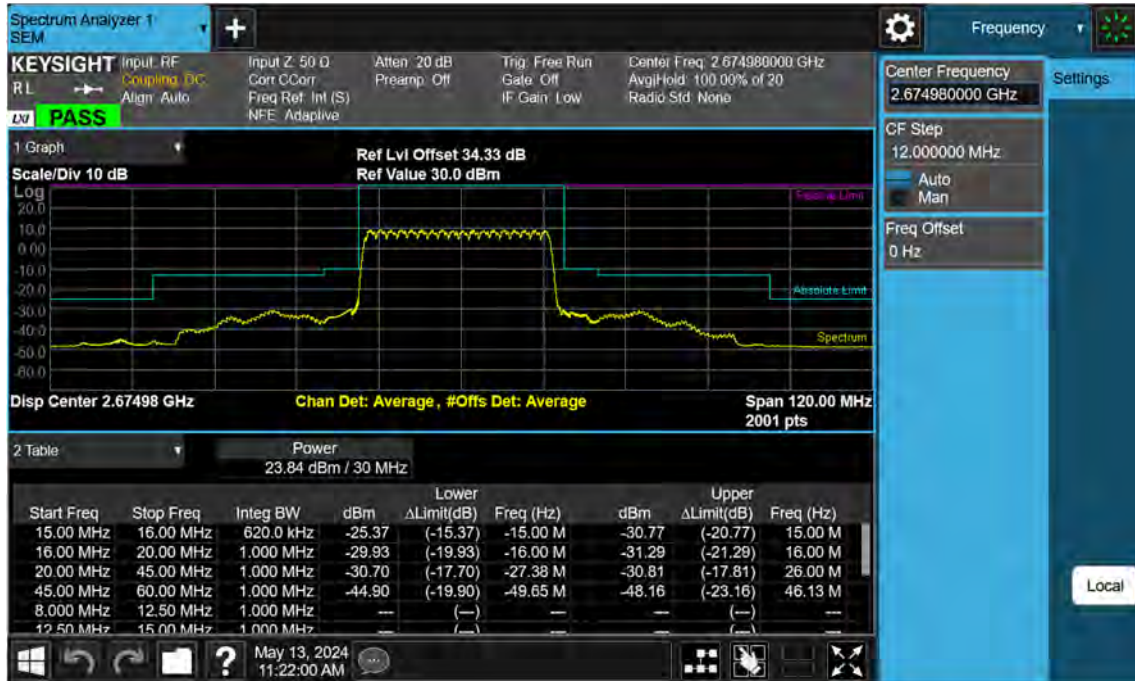 Spectrum Analyzer 1
SEM
+
Frequency
KEYSIGHT
RL
LXI
PASS
Input: RF
Coupling: DC
Align: Auto
Input Z: 50 Ω
Corr CCorr
Freq Ref: Int (S)
NFE: Adaptive
Atten: 20 dB
Preamp: Off
Trig: Free Run
Gate: Off
IF Gain: Low
Center Freq: 2.674980000 GHz
Avg|Hold: 100.00% of 20
Radio Std: None
Center Frequency
2.674980000 GHz
Settings
CF Step
12.000000 MHz
Auto
Man
Freq Offset
0 Hz
Local
1 Graph
Scale/Div 10 dB
Ref Lvl Offset 34.33 dB
Ref Value 30.0 dBm
Log
20.0
10.0
0.00
-10.0
-20.0
-30.0
-40.0
-50.0
-60.0
Absolute Limit
Spectrum
Disp Center 2.67498 GHz
Chan Det: Average , #Offs Det: Average
Span 120.00 MHz
2001 pts
2 Table
Power
23.84 dBm / 30 MHz
Lower Upper
Start Freq Stop Freq Integ BW dBm ΔLimit(dB) Freq (Hz) dBm ΔLimit(dB) Freq (Hz)
15.00 MHz 16.00 MHz 620.0 kHz -25.37 (-15.37) -15.00 M -30.77 (-20.77) 15.00 M
16.00 MHz 20.00 MHz 1.000 MHz -29.93 (-19.93) -16.00 M -31.29 (-21.29) 16.00 M
20.00 MHz 45.00 MHz 1.000 MHz -30.70 (-17.70) -27.38 M -30.81 (-17.81) 26.00 M
45.00 MHz 60.00 MHz 1.000 MHz -44.90 (-19.90) -49.65 M -48.16 (-23.16) 46.13 M
8.000 MHz 12.50 MHz 1.000 MHz --- (---) --- --- (---) ---
12.50 MHz 15.00 MHz 1.000 MHz --- (---) --- --- (---) ---
?
May 13, 2024
11:22:00 AM